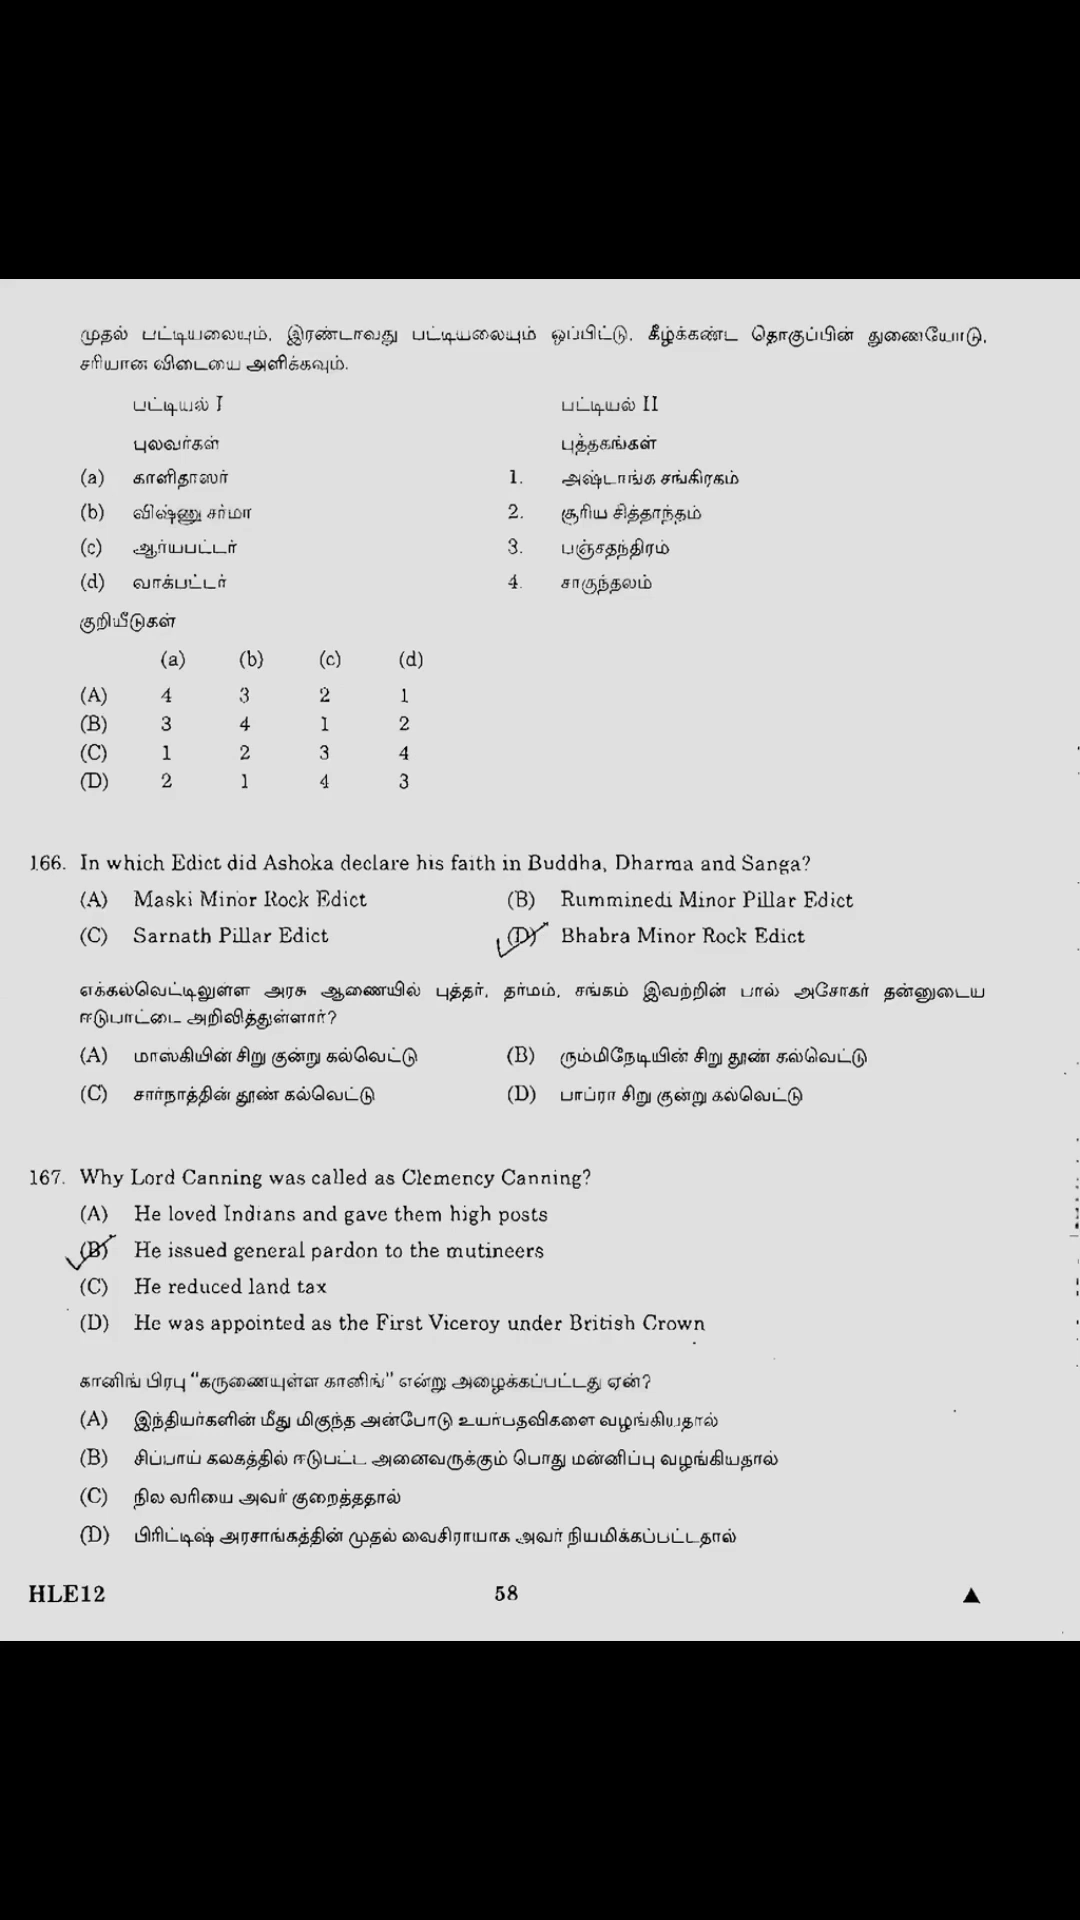 முதல் பட்டியலையும், இரண்டாவது பட்டியலையும் ஒப்பிட்டு, கீழ்க்கண்ட தொகுப்பின் துணையோடு,
சரியான விடையை அளிக்கவும்.
பட்டியல் I பட்டியல் II
புலவர்கள் புத்தகங்கள்
(a) காளிதாஸர் 1. அஷ்டாங்க சங்கிரகம்
(b) விஷ்ணு சர்மா 2. சூரிய சித்தாந்தம்
(c) ஆர்யபட்டர் 3. பஞ்சதந்திரம்
(d) வாக்பட்டர் 4. சாகுந்தலம்
குறியீடுகள்
(a) (b) (c) (d)
(A) 4 3 2 1
(B) 3 4 1 2
(C) 1 2 3 4
(D) 2 1 4 3
166. In which Edict did Ashoka declare his faith in Buddha, Dharma and Sanga?
(A) Maski Minor Rock Edict (B) Rumminedi Minor Pillar Edict
(C) Sarnath Pillar Edict (D) Bhabra Minor Rock Edict
எக்கல்வெட்டிலுள்ள அரசு ஆணையில் புத்தர், தர்மம், சங்கம் இவற்றின் பால் அசோகர் தன்னுடைய
ஈடுபாட்டை அறிவித்துள்ளார்?
(A) மாஸ்கியின் சிறு குன்று கல்வெட்டு (B) ரும்மிநேடியின் சிறு தூண் கல்வெட்டு
(C) சார்நாத்தின் தூண் கல்வெட்டு (D) பாப்ரா சிறு குன்று கல்வெட்டு
167. Why Lord Canning was called as Clemency Canning?
(A) He loved Indians and gave them high posts
(B) He issued general pardon to the mutineers
(C) He reduced land tax
(D) He was appointed as the First Viceroy under British Crown
கானிங் பிரபு “கருணையுள்ள கானிங்” என்று அழைக்கப்பட்டது ஏன்?
(A) இந்தியர்களின் மீது மிகுந்த அன்போடு உயர்பதவிகளை வழங்கியதால்
(B) சிப்பாய் கலகத்தில் ஈடுபட்ட அனைவருக்கும் பொது மன்னிப்பு வழங்கியதால்
(C) நில வரியை அவர் குறைத்ததால்
(D) பிரிட்டிஷ் அரசாங்கத்தின் முதல் வைசிராயாக அவர் நியமிக்கப்பட்டதால்
HLE12 58 ▲